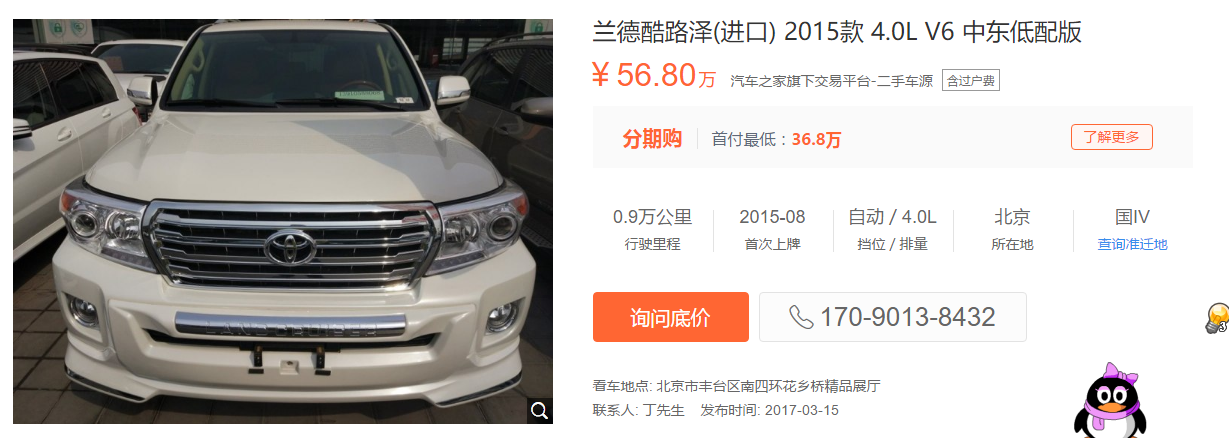 兰德酷路泽(进口) 2015款 4.0L V6 中东低配版
¥ 56.80 万 汽车之家旗下交易平台-二手车源 含过户费
分期购 首付最低：36.8万 了解更多
0.9万公里 2015-08 自动 / 4.0L 北京 国IV
行驶里程 首次上牌 挡位 / 排量 所在地 查询准迁地
询问底价 170-9013-8432
看车地点: 北京市丰台区南四环花乡桥精品展厅
联系人: 丁先生 发布时间: 2017-03-15
LAND CRUISER